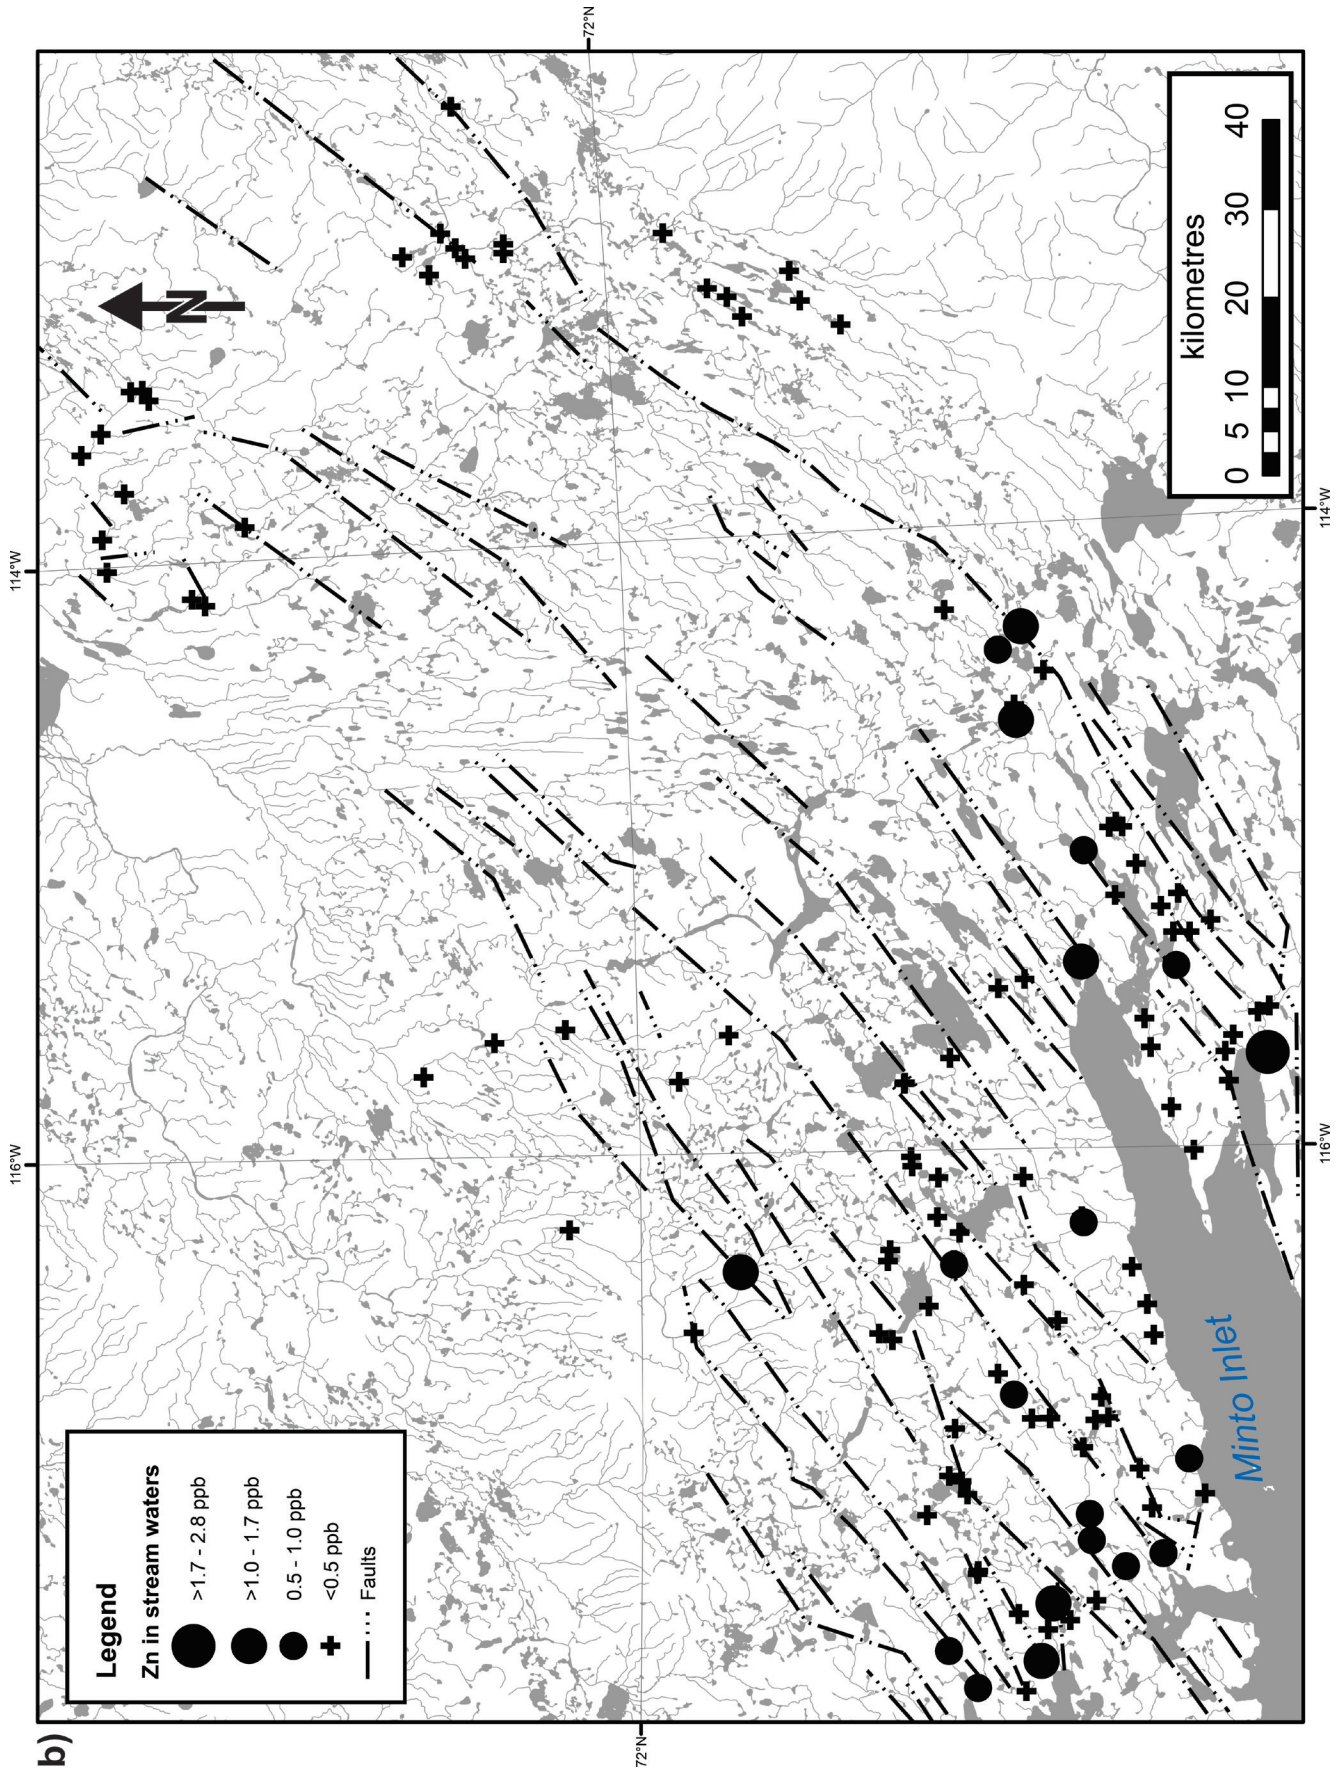 b)
Legend
Zn in stream waters
>1.7 - 2.8 ppb
>1.0 - 1.7 ppb
0.5 - 1.0 ppb
<0.5 ppb
Faults
116°W
114°W
N
72°N
72°N
Minto Inlet
116°W
114°W
kilometres
0 5 10 20 30 40